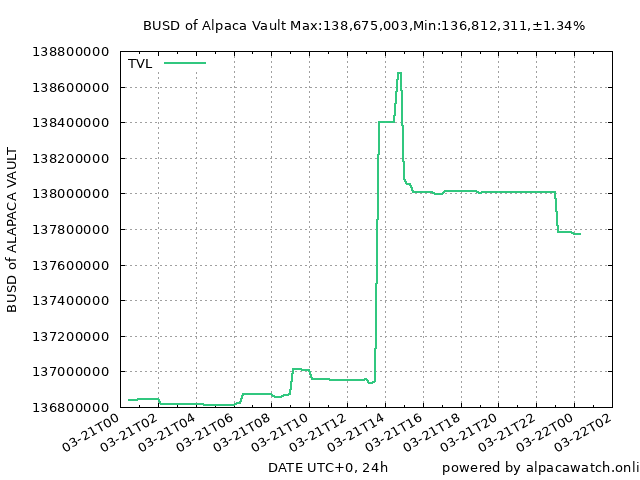 BUSD of Alpaca Vault Max:138,675,003,Min:136,812,311,±1.34%
TVL
138800000
138600000
138400000
138200000
138000000
137800000
137600000
137400000
137200000
137000000
136800000
BUSD of ALAPACA VAULT
03-21T00
03-21T02
03-21T04
03-21T06
03-21T08
03-21T10
03-21T12
03-21T14
03-21T16
03-21T18
03-21T20
03-21T22
03-22T00
03-22T02
DATE UTC+0, 24h
powered by alpacawatch.onli